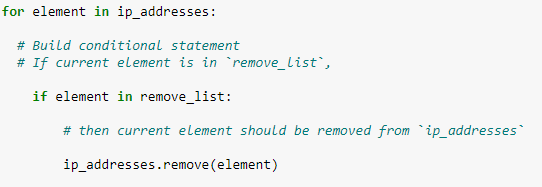 for element in ip_addresses:
# Build conditional statement
# If current element is in `remove_list`,
if element in remove_list:
# then current element should be removed from `ip_addresses`
ip_addresses.remove(element)